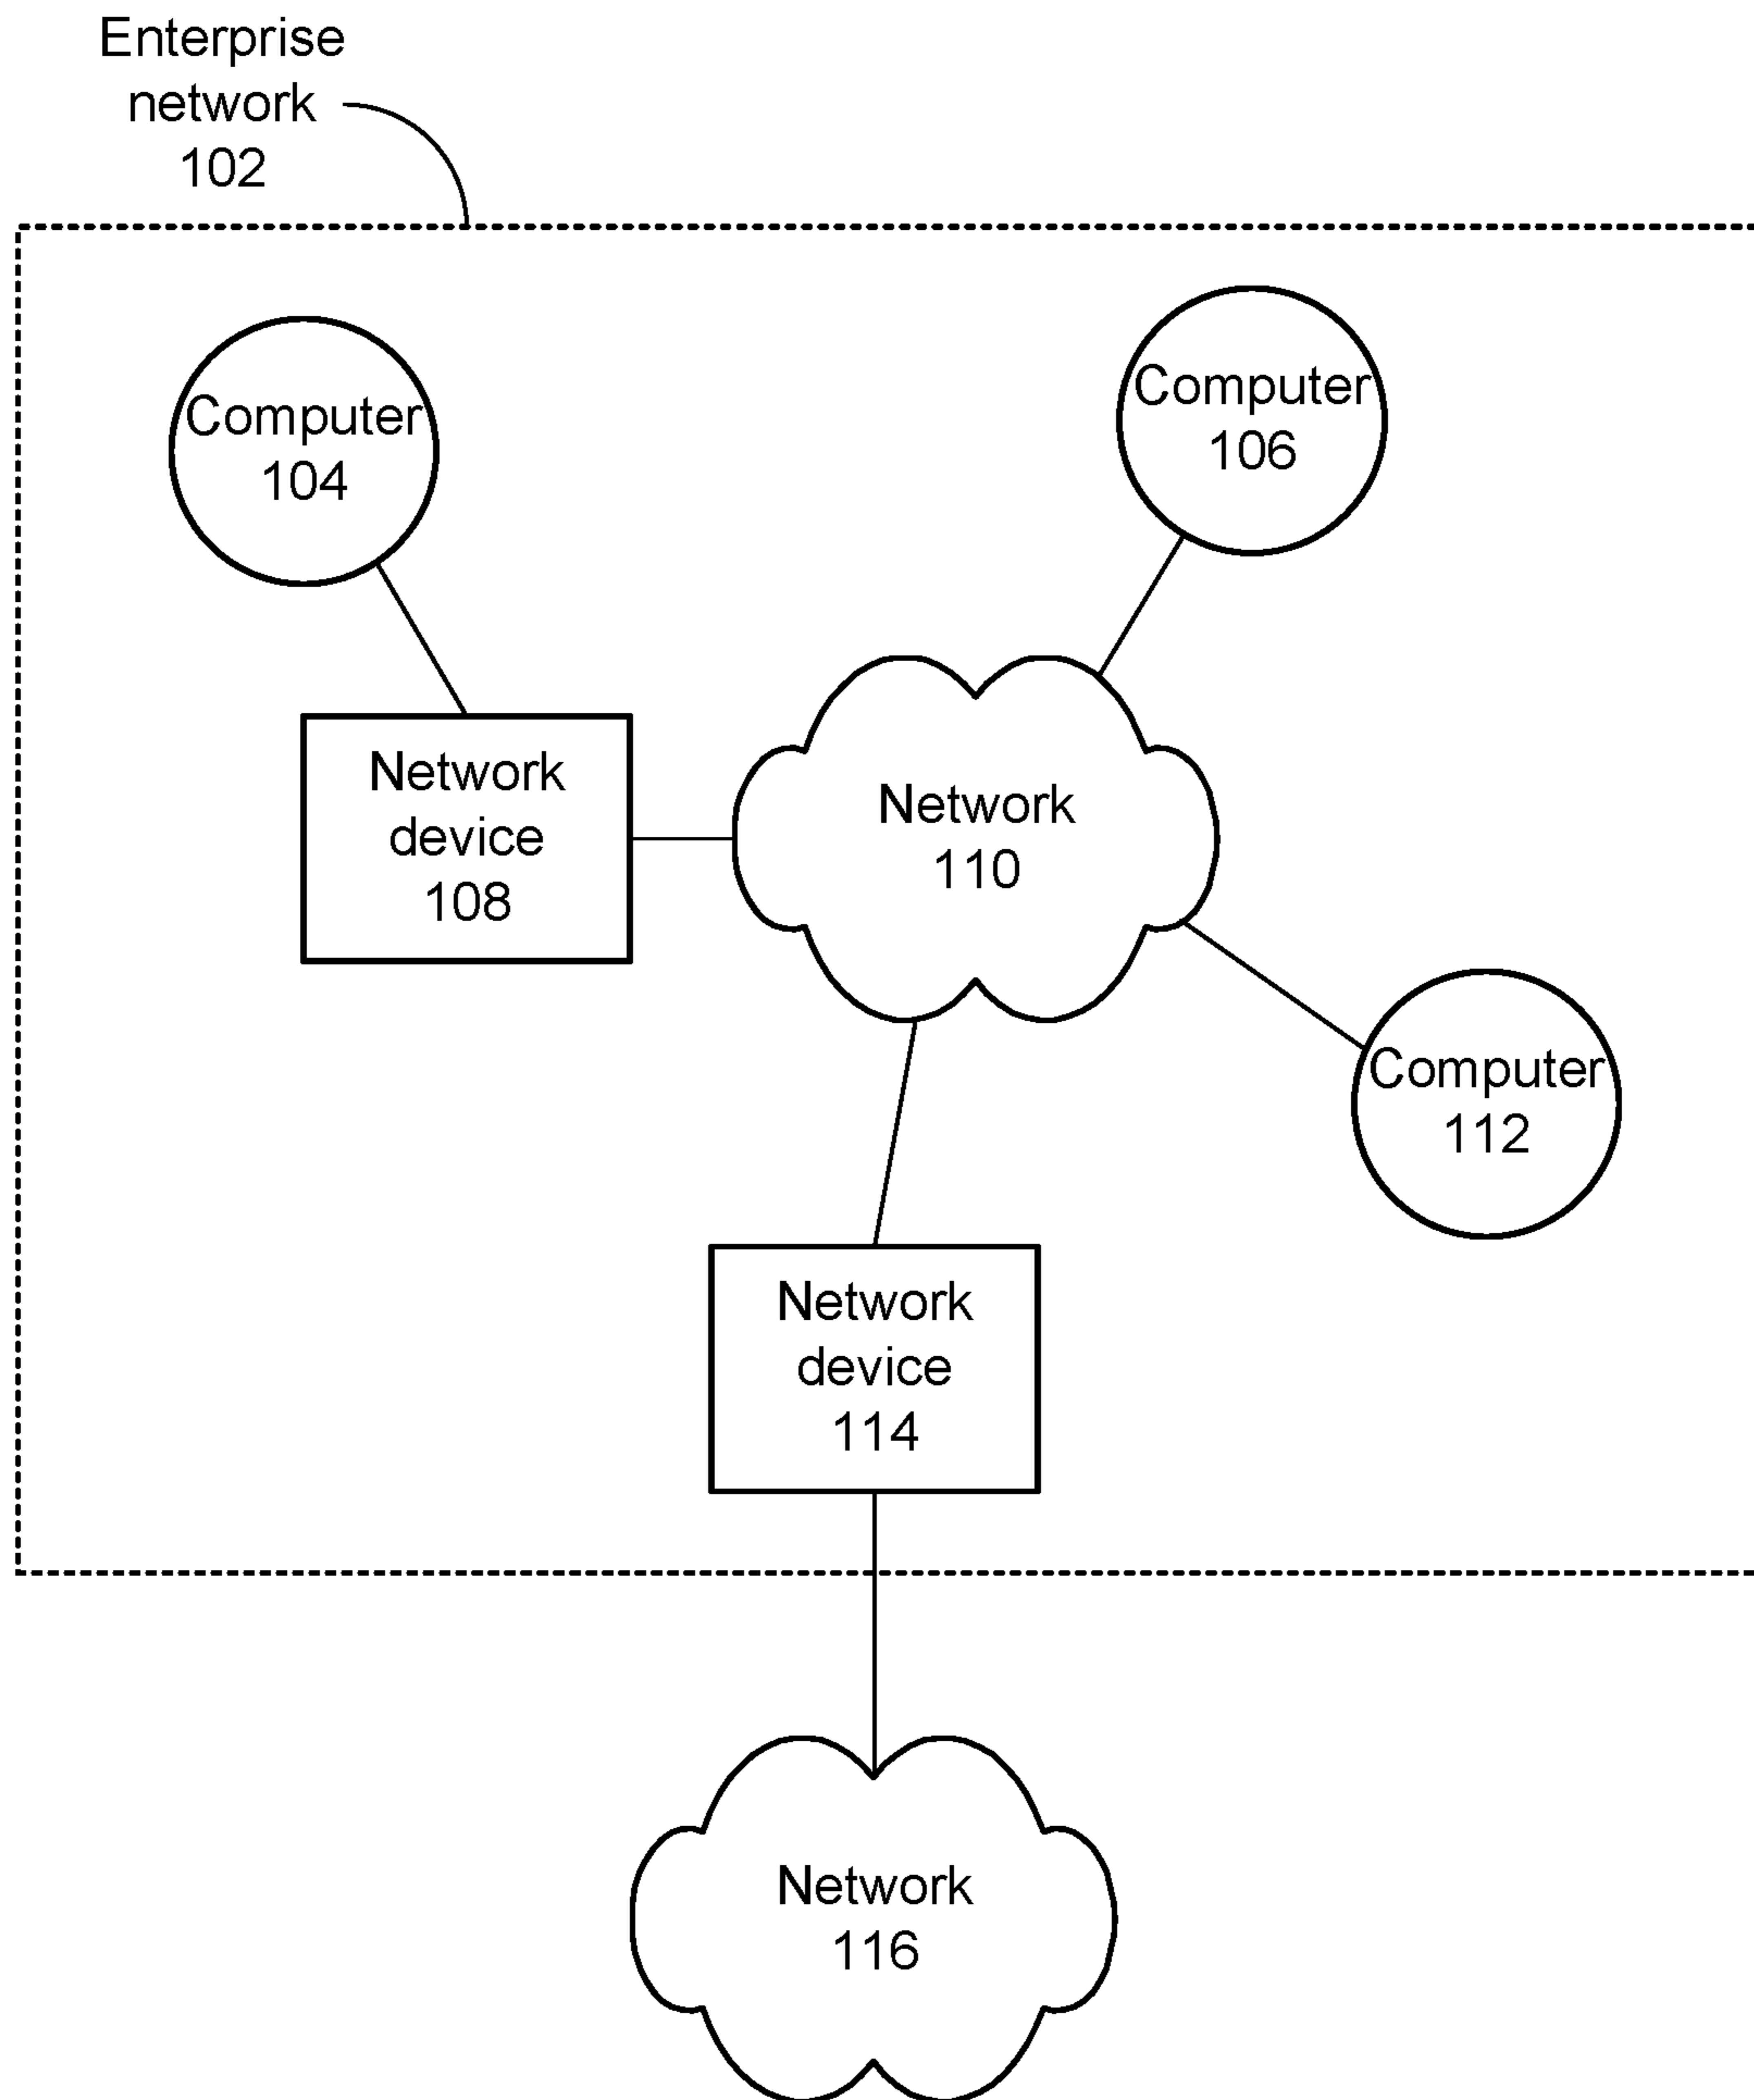 Enterprise
network
102
Computer
104
Computer
106
Network
device
108
Network
110
Computer
112
Network
device
114
Network
116